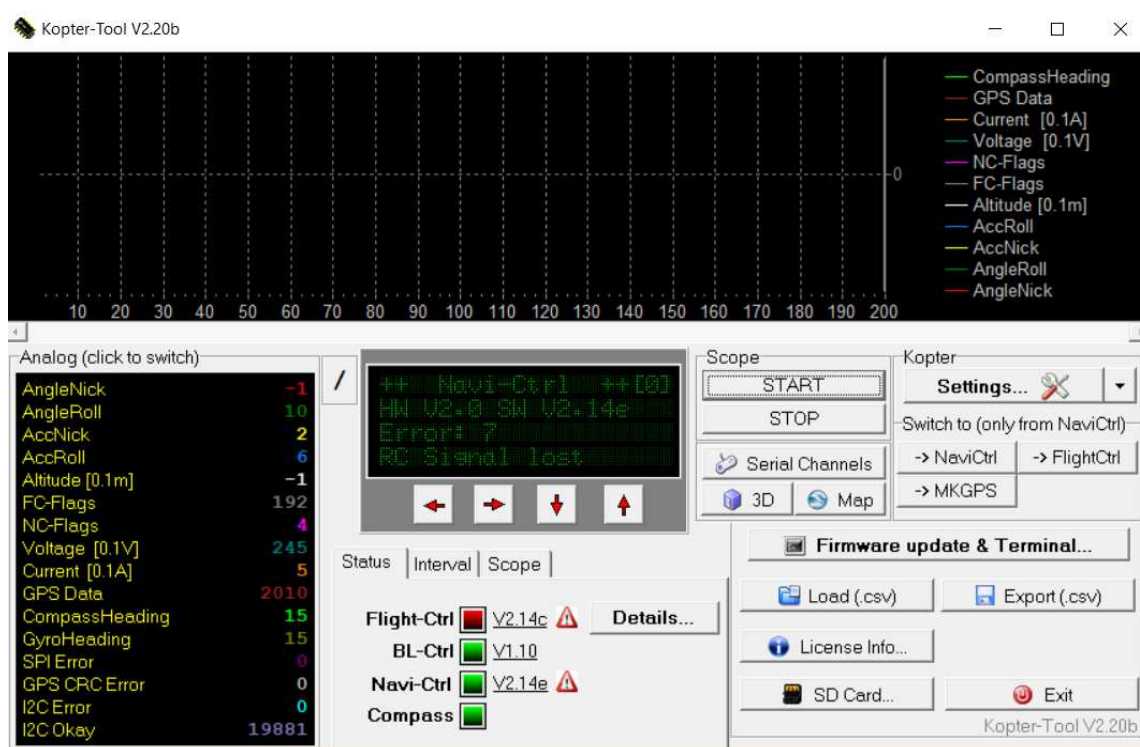 Kopter-Tool V2.20b
CompassHeading
GPS Data
Current [0.1A]
Voltage [0.1V]
NC-Flags
FC-Flags
Altitude [0.1m]
AccRoll
AccNick
AngleRoll
AngleNick
0
10 20 30 40 50 60 70 80 90 100 110 120 130 140 150 160 170 180 190 200
Analog (click to switch)
AngleNick -1
AngleRoll 10
AccNick 2
AccRoll 6
Altitude [0.1m] -1
FC-Flags 192
NC-Flags 4
Voltage [0.1V] 245
Current [0.1A] 5
GPS Data 2010
CompassHeading 15
GyroHeading 15
SPI Error 0
GPS CRC Error 0
I2C Error 0
I2C Okay 19881
/
++ Navi-Ctrl ++[0]
HW V2.0 SW V2.14e
Error: 7
RC Signal lost
Status Interval Scope
Flight-Ctrl V2.14c Details...
BL-Ctrl V1.10
Navi-Ctrl V2.14e
Compass
Scope
START
STOP
Serial Channels
3D Map
Kopter
Settings...
Switch to (only from NaviCtrl)
-> NaviCtrl -> FlightCtrl
-> MKGPS
Firmware update & Terminal...
Load (.csv) Export (.csv)
License Info...
SD Card... Exit
Kopter-Tool V2.20b